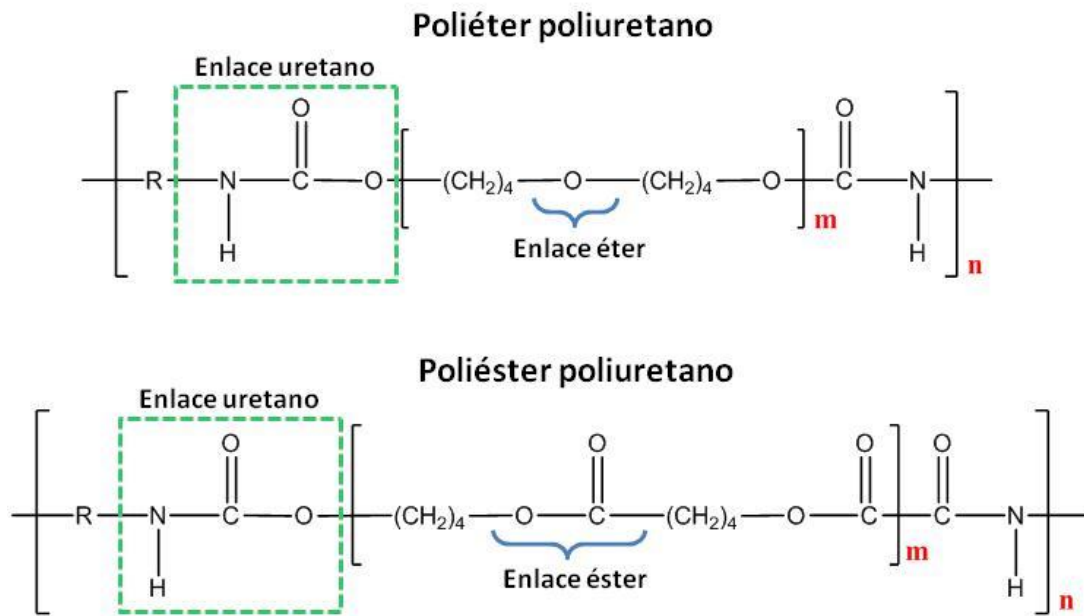 Poliéter poliuretano
Enlace uretano
O O
R N C O (CH₂)₄ O (CH₂)₄ O C N
m
H Enlace éter H
n
Poliéster poliuretano
Enlace uretano
O O O O
R N C O (CH₂)₄ O C (CH₂)₄ O C C N
m
H Enlace éster H
n